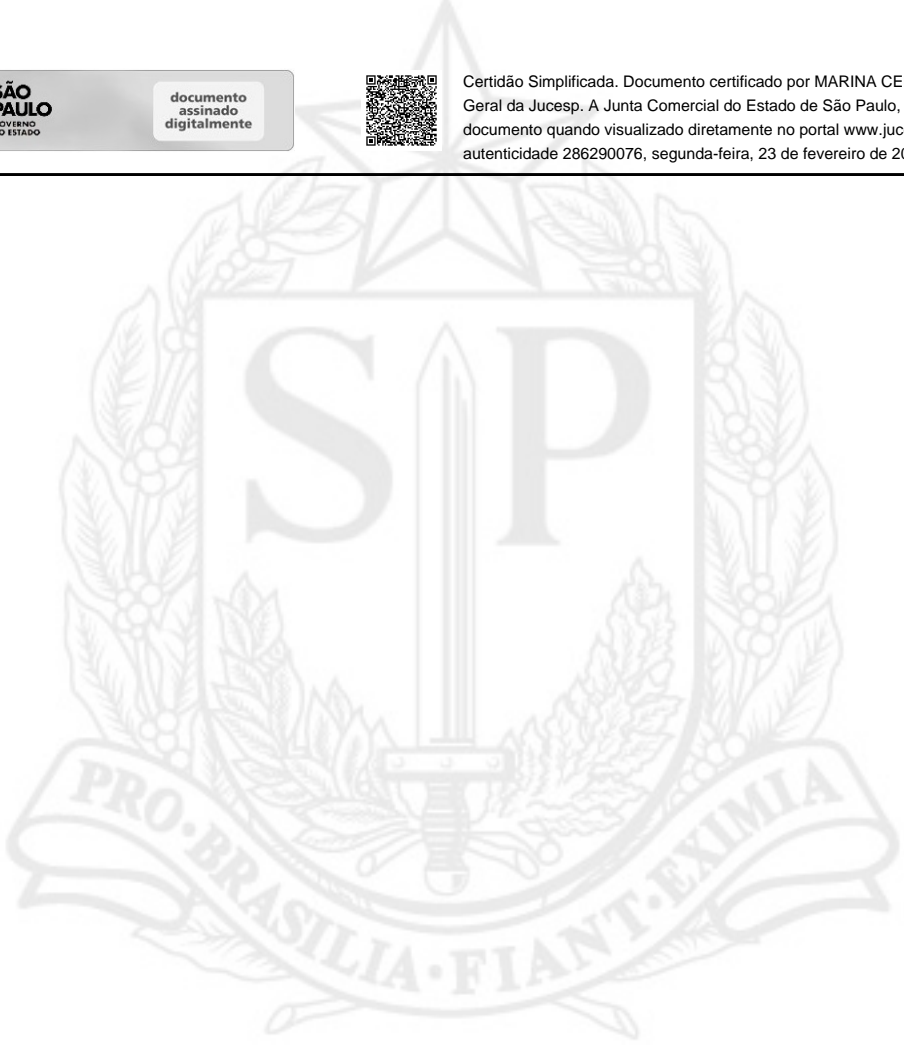 SÃO
PAULO
GOVERNO
DO ESTADO
documento
assinado
digitalmente
Certidão Simplificada. Documento certificado por MARINA CE
Geral da Jucesp. A Junta Comercial do Estado de São Paulo,
documento quando visualizado diretamente no portal www.juc
autenticidade 286290076, segunda-feira, 23 de fevereiro de 20
S P
PRO·BRASILIA·FIANT·EXIMIA